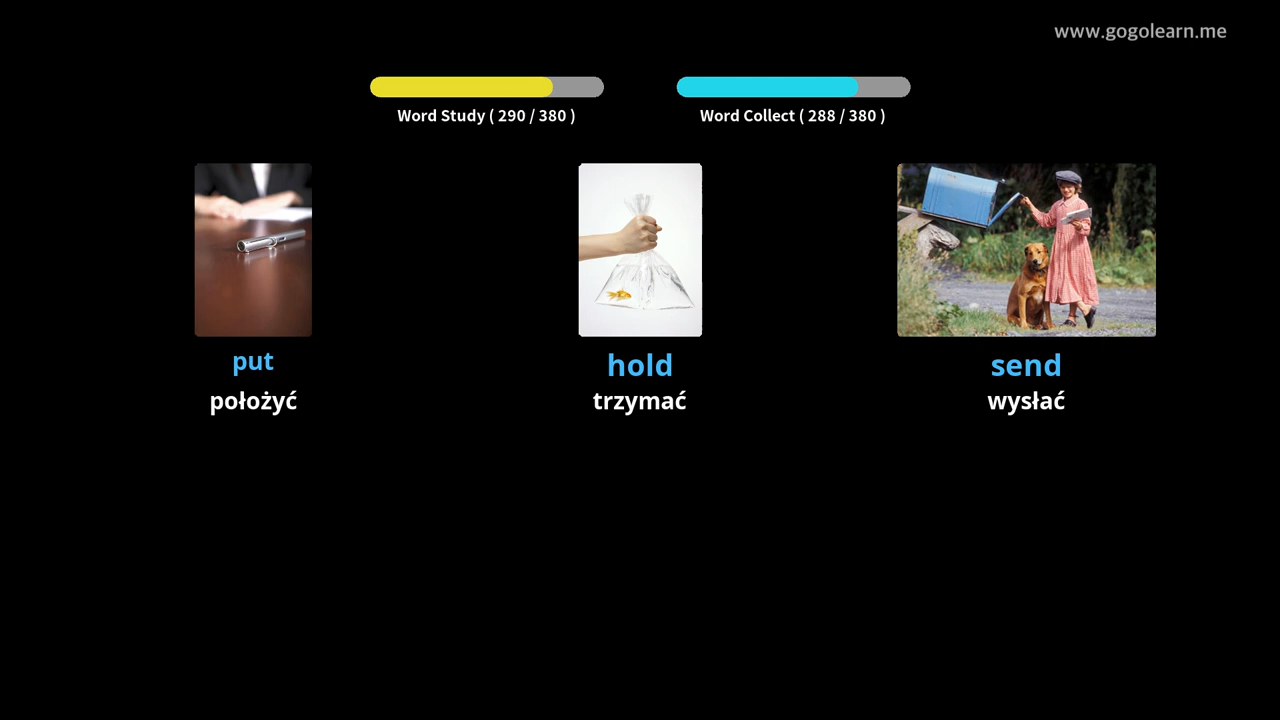 www.gogolearn.me
Word Study ( 290 / 380 )
Word Collect ( 288 / 380 )
put
hold
send
położyć
trzymać
wysłać